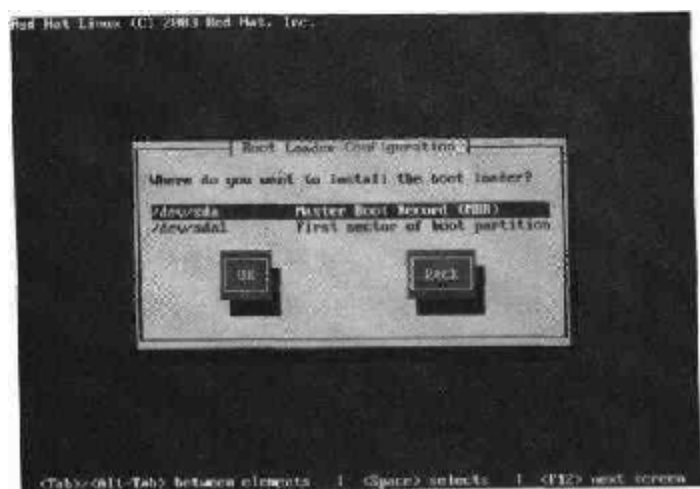 Red Hat Linux (C) 2003 Red Hat, Inc.
Boot Loader Configuration
Where do you want to install the boot loader?
/dev/sda Master Boot Record (MBR)
/dev/sda1 First sector of boot partition
OK Back
<Tab>/<Alt-Tab> between elements | <Space> selects | <F12> next screen